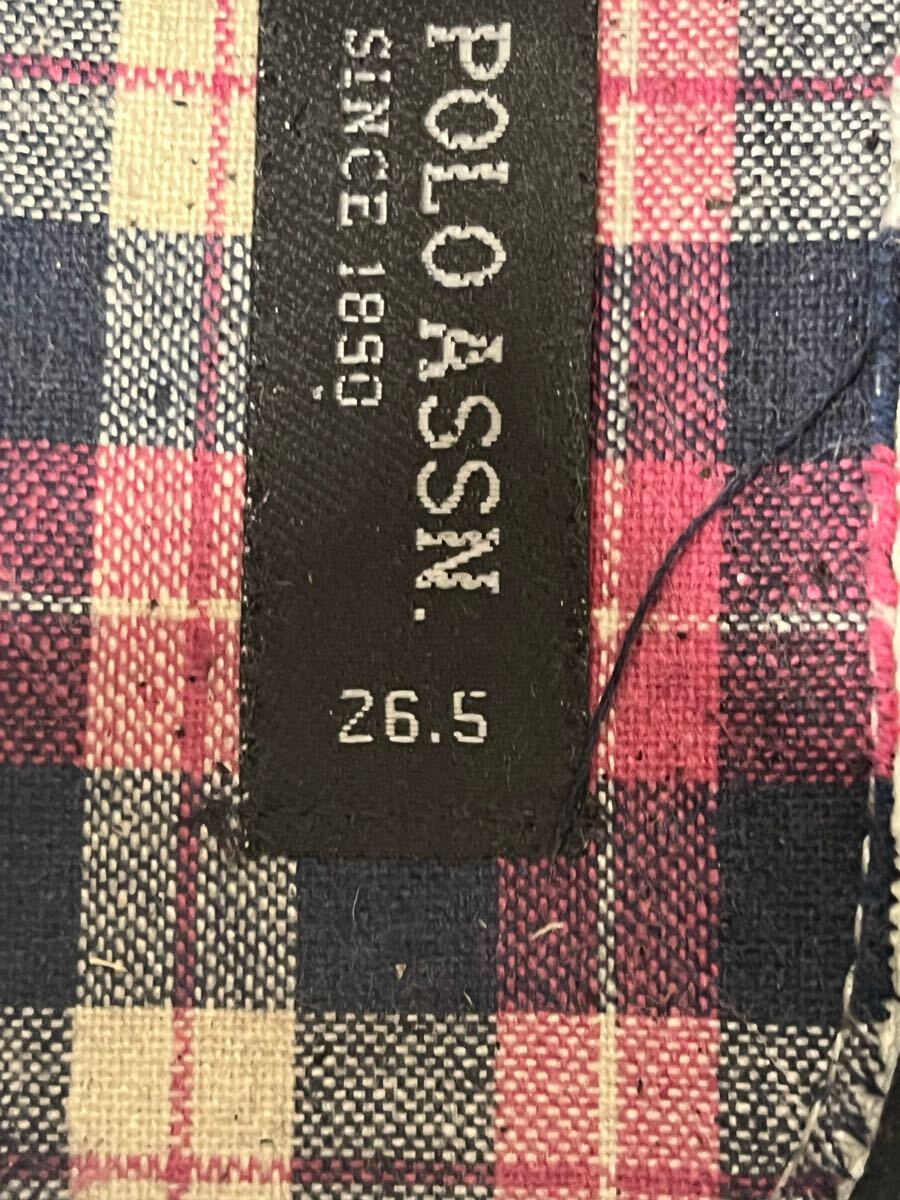 POLO ASSN.
SINCE 1890
26.5